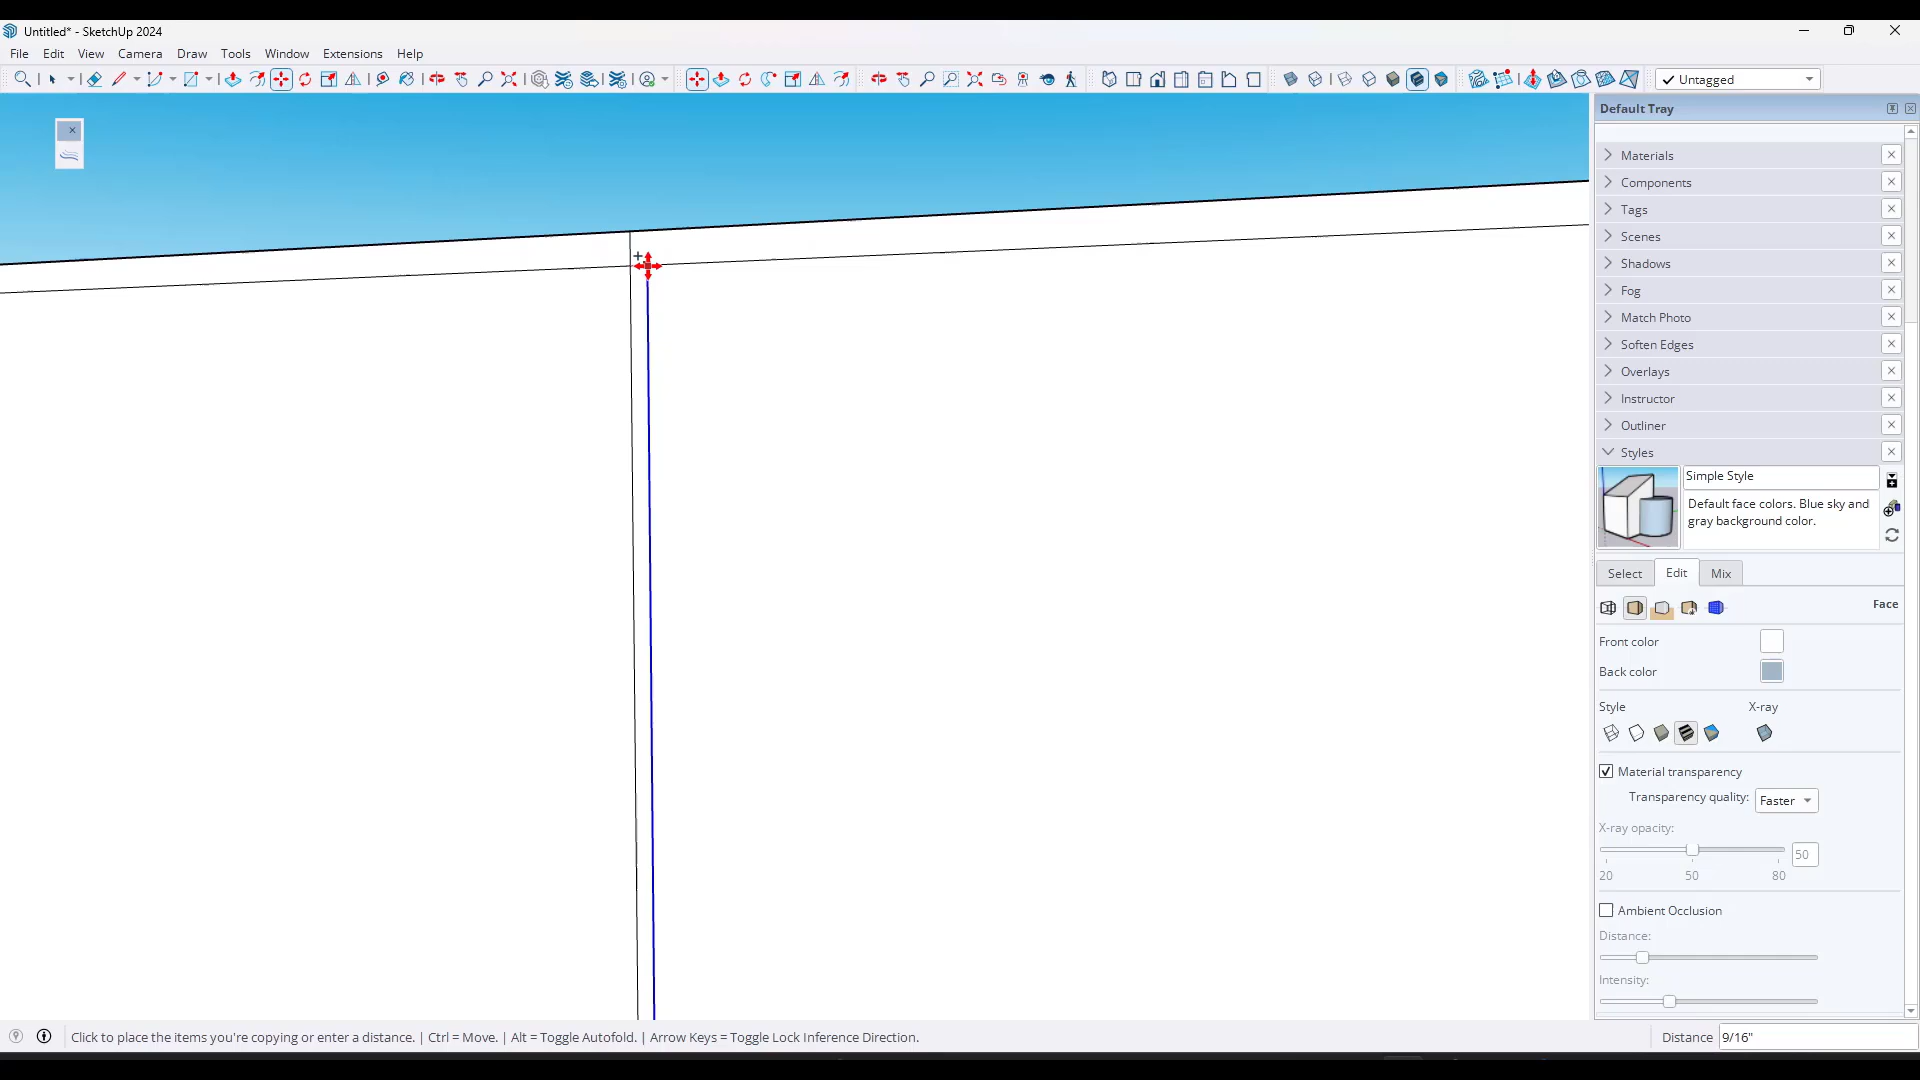 Untitled* - SketchUp 2024
File Edit View Camera Draw Tools Window Extensions Help
Untagged
Default Tray
Materials
Components
Tags
Scenes
Shadows
Fog
Match Photo
Soften Edges
Overlays
Instructor
Outliner
Styles
Simple Style
Default face colors. Blue sky and
gray background color.
Select Edit Mix
Face
Front color
Back color
Style X-ray
Material transparency
Transparency quality: Faster
X-ray opacity:
50
20 50 80
Ambient Occlusion
Distance:
Intensity:
Click to place the items you're copying or enter a distance. | Ctrl = Move. | Alt = Toggle Autofold. | Arrow Keys = Toggle Lock Inference Direction.
Distance 9/16"